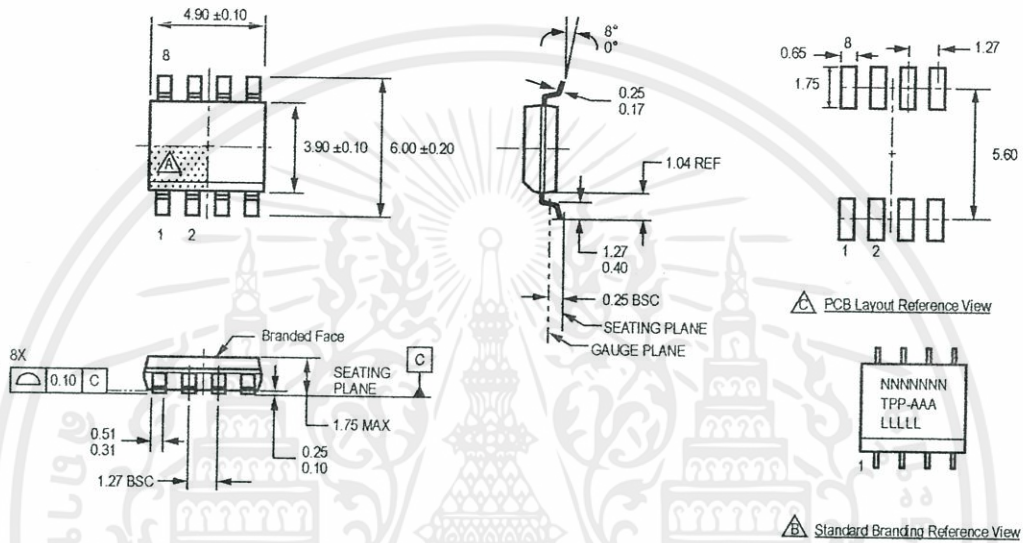 4.90 ±0.10
8
A
3.90 ±0.10
6.00 ±0.20
1 2
8°
0°
0.25
0.17
1.04 REF
1.27
0.40
0.25 BSC
SEATING PLANE
GAUGE PLANE
0.65
8
1.27
1.75
5.60
1 2
C PCB Layout Reference View
8X
0.10 C
Branded Face
C
SEATING
PLANE
1.75 MAX
0.51
0.31
0.25
0.10
1.27 BSC
NNNNNNN
TPP-AAA
LLLLL
1
B Standard Branding Reference View